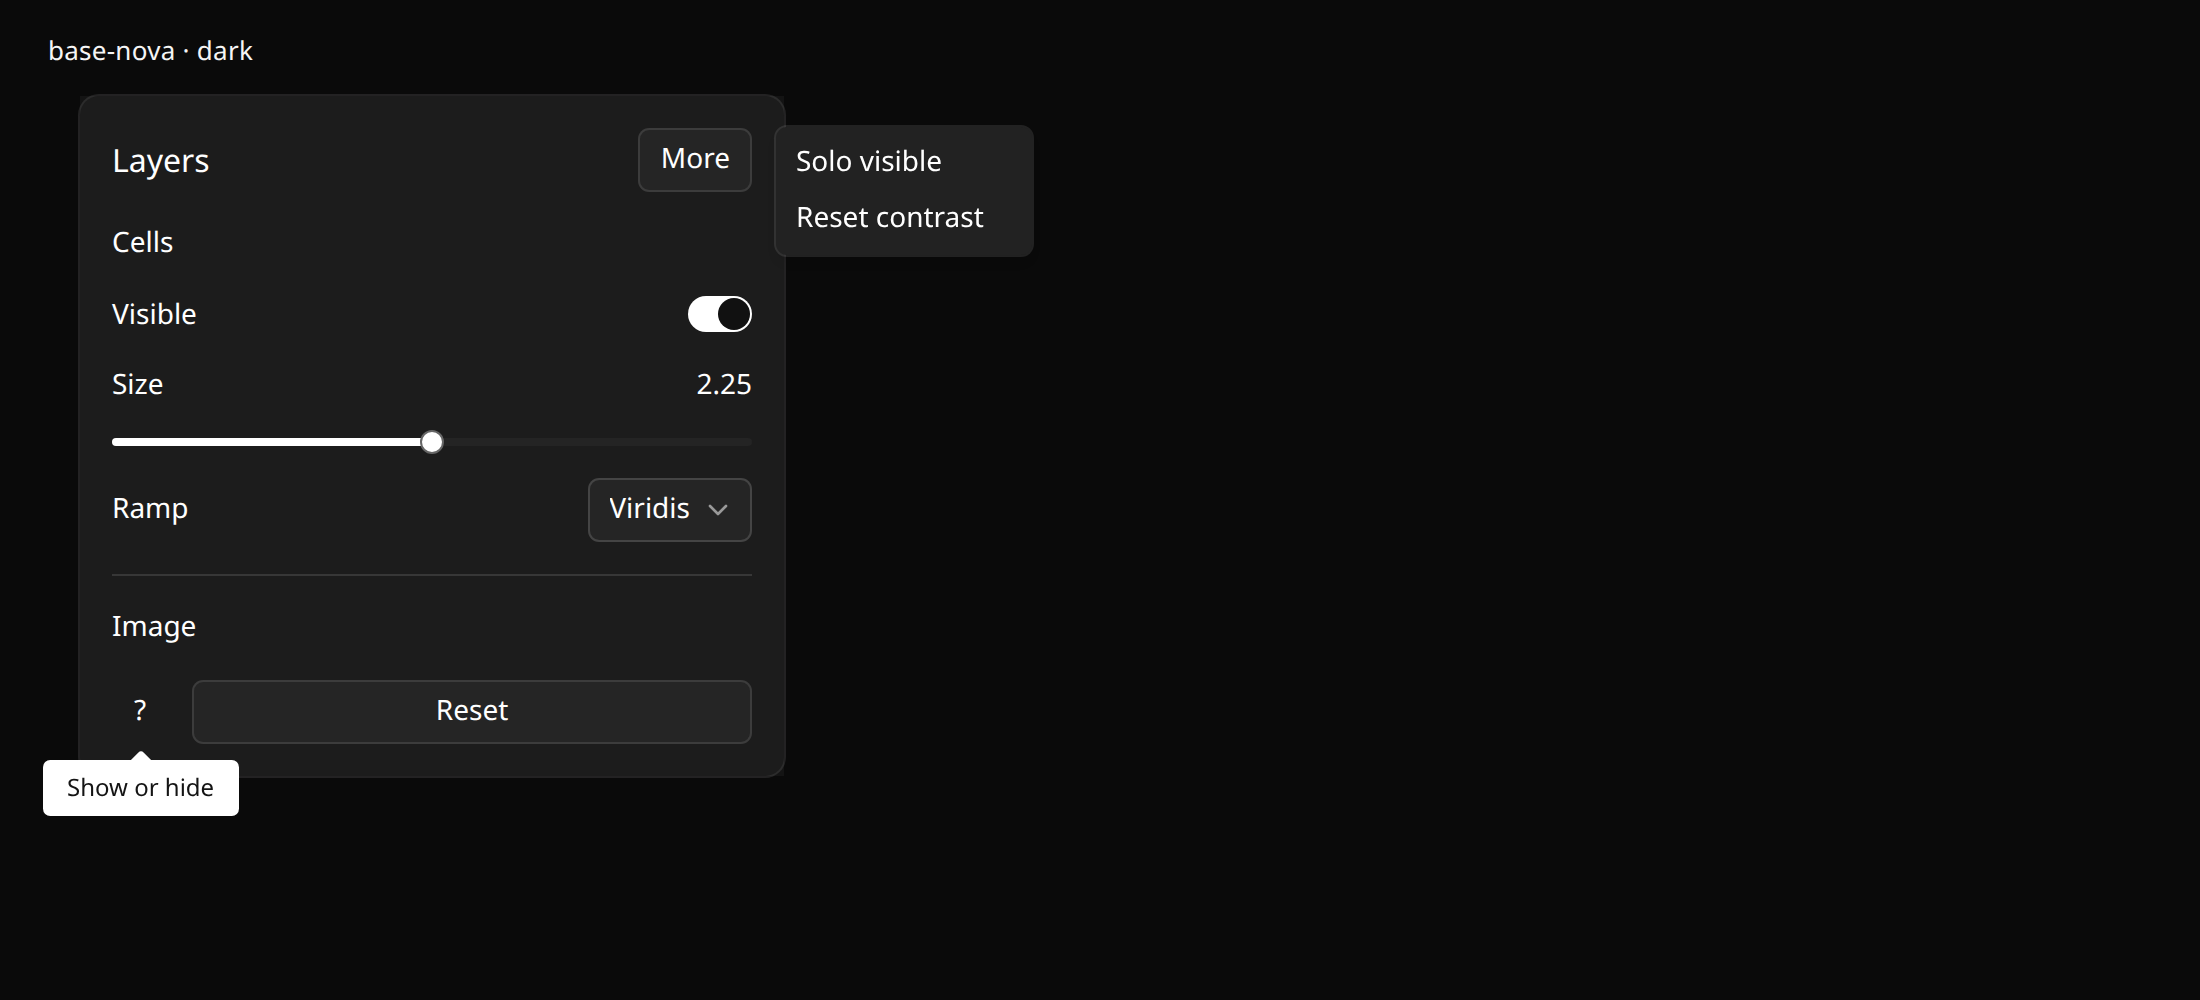 base-nova · dark
Layers
More
Solo visible
Reset contrast
Cells
Visible
Size
2.25
Ramp
Viridis
Image
?
Reset
Show or hide